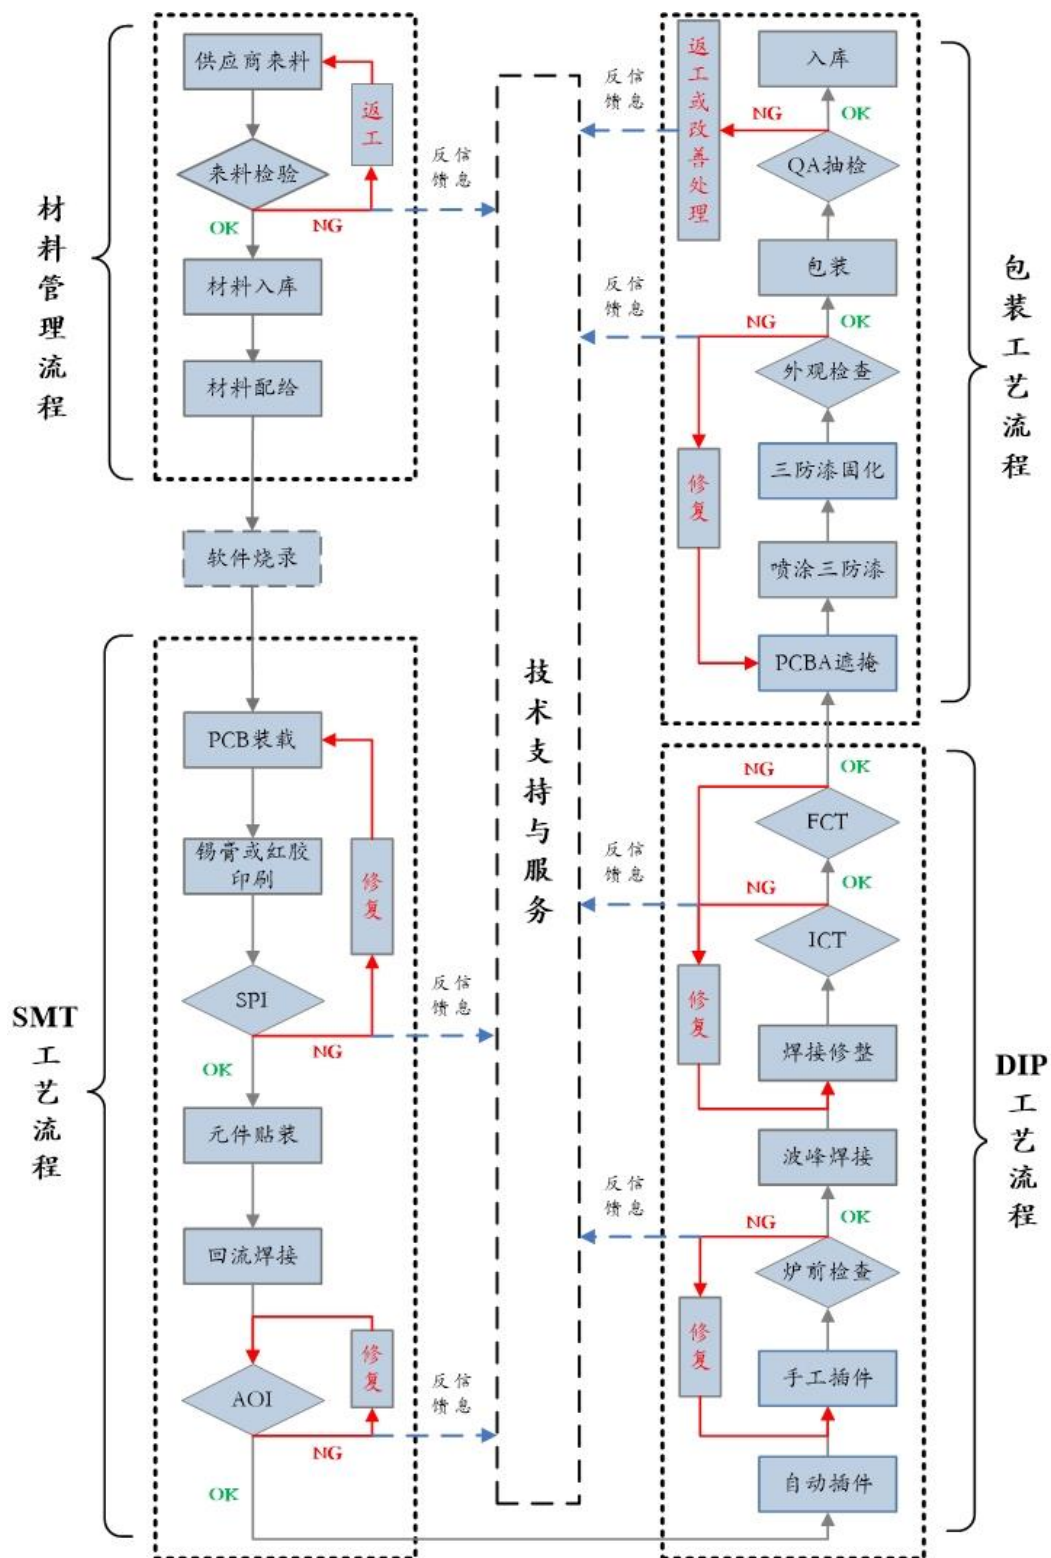 材料管理流程
供应商来料
返工
来料检验
OK
NG
反信
馈息
材料入库
材料配给
软件烧录
SMT
工艺流程
PCB装载
锡膏或红胶
印刷
修复
SPI
反信
馈息
NG
OK
元件贴装
回流焊接
修复
AOI
反信
馈息
NG
OK
技术支持与服务
包装工艺流程
入库
返工或改善处理
反信
馈息
NG
OK
QA抽检
包装
反信
馈息
NG
OK
外观检查
三防漆固化
修复
喷涂三防漆
PCBA遮掩
DIP
工艺流程
NG
OK
FCT
反信
馈息
NG
OK
ICT
修复
焊接修整
波峰焊接
反信
馈息
NG
OK
炉前检查
修复
手工插件
自动插件